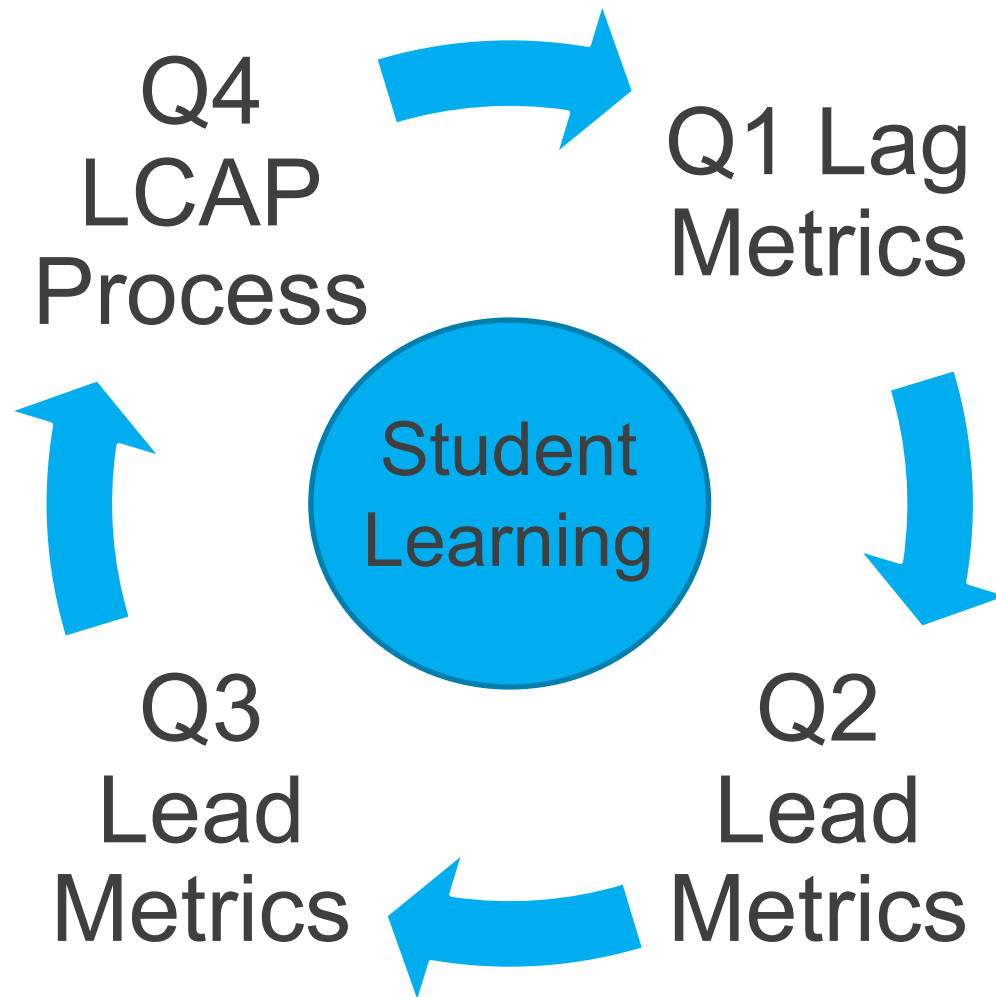 Q4
LCAP
Process
Q1 Lag
Metrics
Student
Learning
Q3
Lead
Metrics
Q2
Lead
Metrics